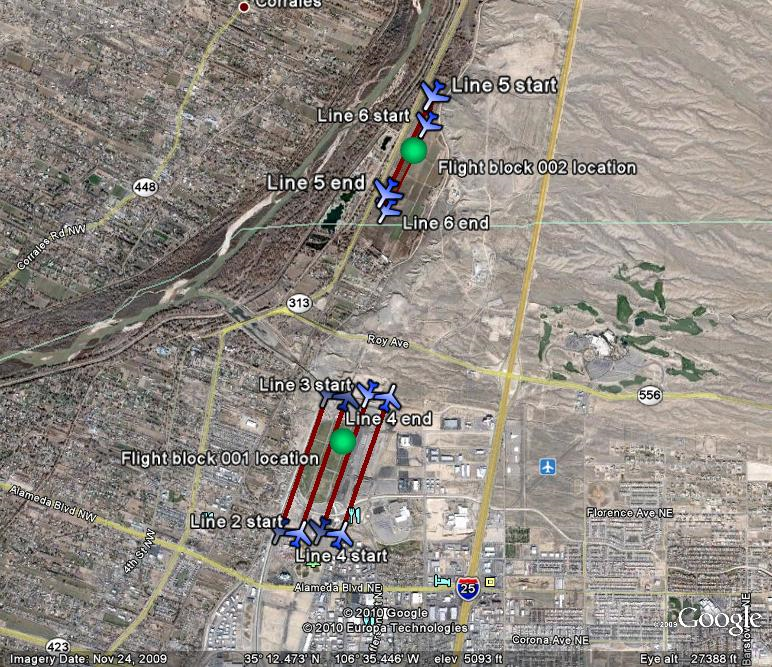 Corrales
Line 5 start
Line 6 start
Flight block 002 location
448
Line 5 end
Line 6 end
Corrales Rd NW
313
Roy Ave
Line 3 start
556
Line 4 end
Flight block 001 location
Alameda Blvd NW
Line 2 start
Florence Ave NE
4th St NW
Line 4 start
Alameda Blvd NE
25
© 2010 Google
© 2010 Europa Technologies
©2009 Google
Barstow St NE
Corona Ave NE
423
Imagery Date: Nov 24, 2009 35° 12.473' N 106° 35.446' W elev 5093 ft Eye alt 27388 ft